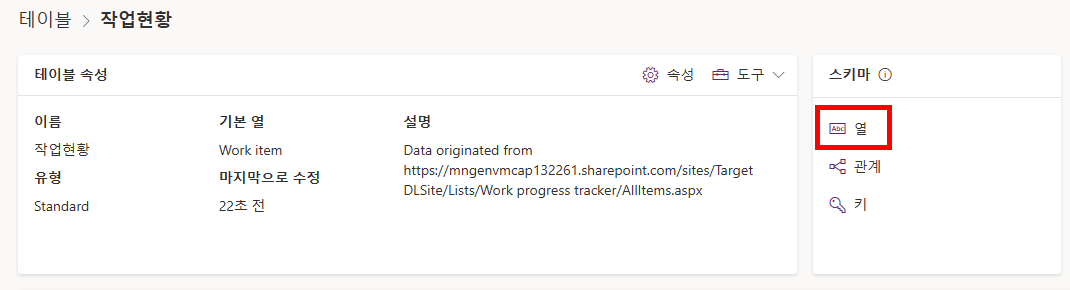 테이블 > 작업현황
테이블 속성
속성
도구
이름
작업현황
유형
Standard
기본 열
Work item
마지막으로 수정
22초 전
설명
Data originated from
https://mngenvmcap132261.sharepoint.com/sites/Target
DLSite/Lists/Work progress tracker/AllItems.aspx
스키마
Abc 열
관계
키